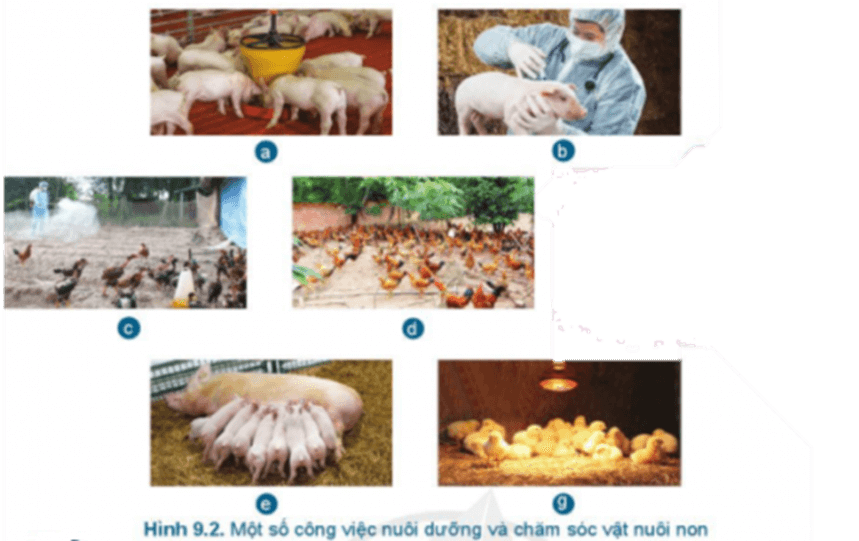 a
b
c
d
e
g
Hình 9.2. Một số công việc nuôi dưỡng và chăm sóc vật nuôi non